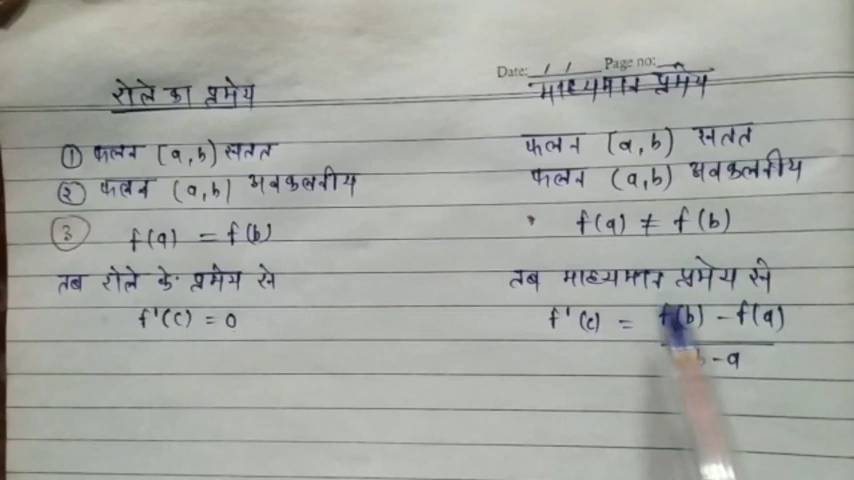 Date: / / Page no:
रोले का प्रमेय
① फलन (a,b) सतत
② फलन (a,b) अवकलनीय
③ f(a) = f(b)
तब रोले के प्रमेय से
f'(c) = 0
माध्यमान प्रमेय
फलन (a,b) सतत
फलन (a,b) अवकलनीय
f(a) ≠ f(b)
तब माध्यमान प्रमेय से
f'(c) = f(b) - f(a)
b - a